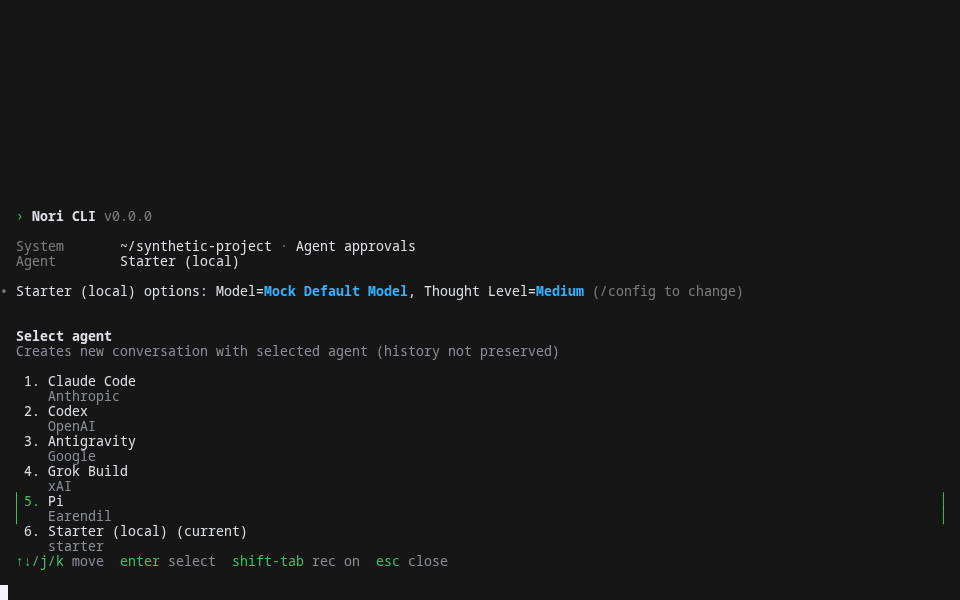 › Nori CLI v0.0.0
System ~/synthetic-project · Agent approvals
Agent Starter (local)
• Starter (local) options: Model=Mock Default Model, Thought Level=Medium (/config to change)
Select agent
Creates new conversation with selected agent (history not preserved)
1. Claude Code
Anthropic
2. Codex
OpenAI
3. Antigravity
Google
4. Grok Build
xAI
5. Pi
Earendil
6. Starter (local) (current)
starter
↑↓/j/k move  enter select  shift-tab rec on  esc close